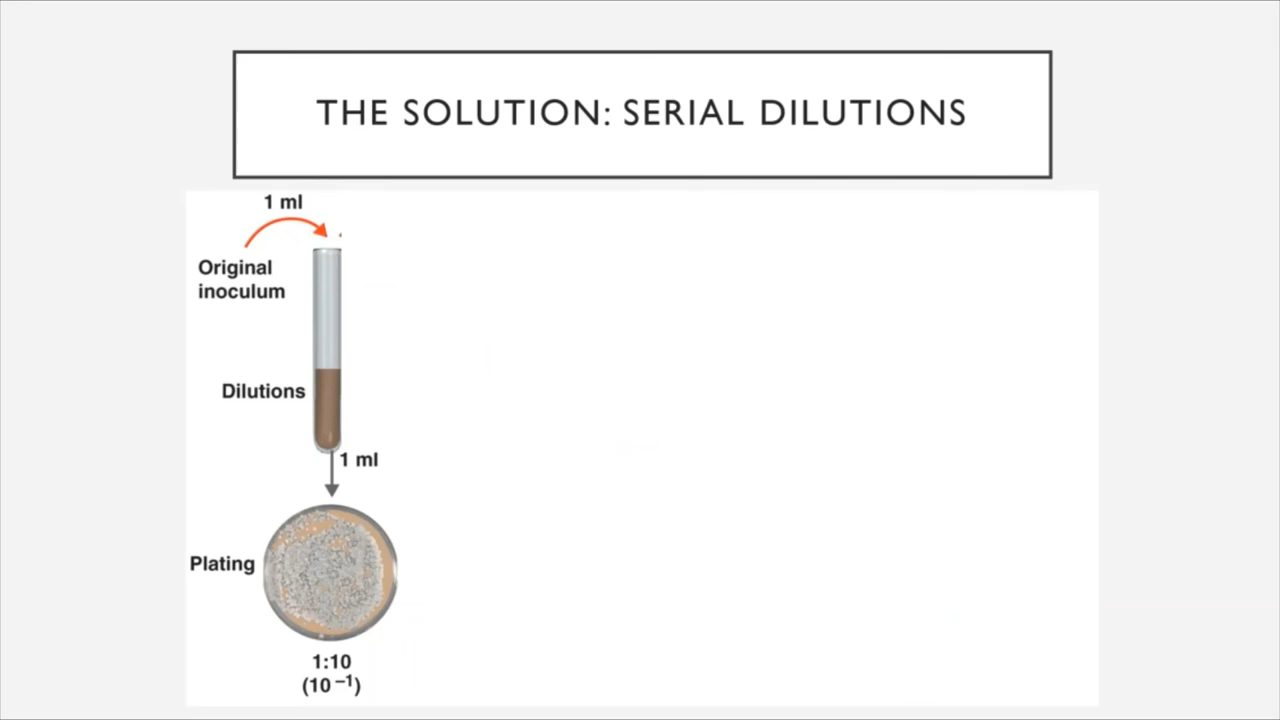 THE SOLUTION: SERIAL DILUTIONS
1 ml
Original
inoculum
Dilutions
1 ml
Plating
1:10
(10 –1)